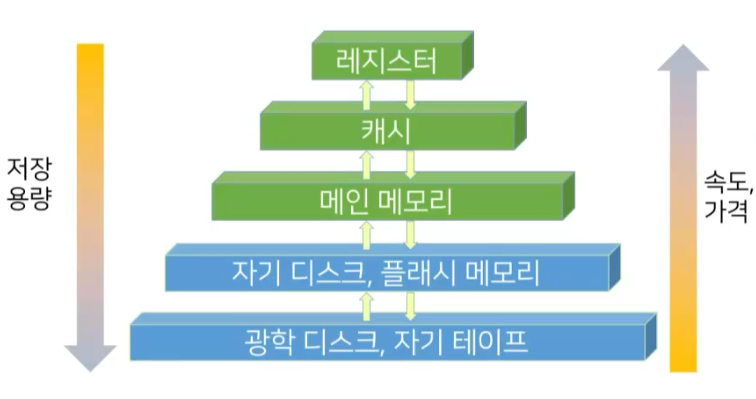 레지스터
캐시
메인 메모리
자기 디스크, 플래시 메모리
광학 디스크, 자기 테이프
저장
용량
속도,
가격